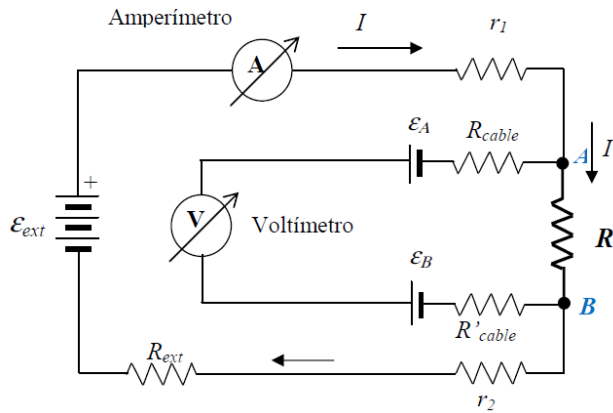 Amperímetro
I
r1
A
εA
Rcable
A
I
+
εext
V
Voltímetro
R
εB
B
R'cable
Rext
r2